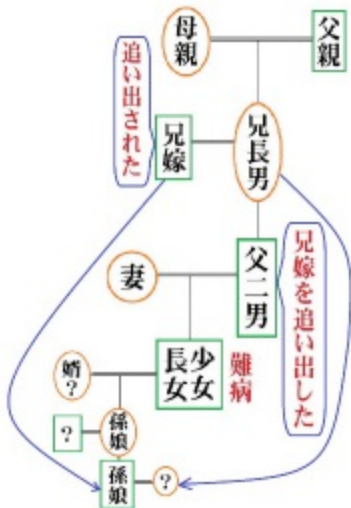 父親
母親
兄長男
兄嫁
追い出された
兄嫁を追い出した
父二男
妻
難病
少女
長女
婿?
孫娘
?
孫娘
?